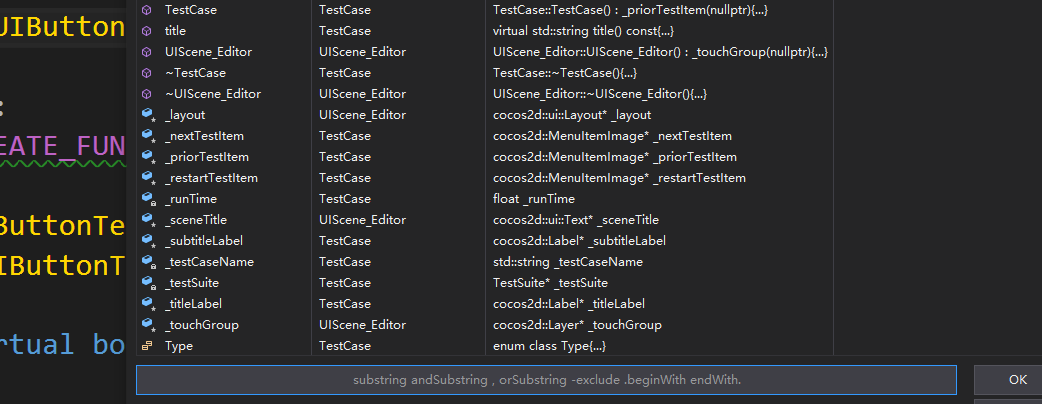 UIButton
:
EATE_FUN
ButtonTe
IButtonT
rtual bo
TestCase TestCase TestCase::TestCase() : _priorTestItem(nullptr){...}
title TestCase virtual std::string title() const{...}
UIScene_Editor UIScene_Editor UIScene_Editor::UIScene_Editor() : _touchGroup(nullptr){...}
~TestCase TestCase TestCase::~TestCase(){...}
~UIScene_Editor UIScene_Editor UIScene_Editor::~UIScene_Editor(){...}
_layout UIScene_Editor cocos2d::ui::Layout* _layout
_nextTestItem TestCase cocos2d::MenuItemImage* _nextTestItem
_priorTestItem TestCase cocos2d::MenuItemImage* _priorTestItem
_restartTestItem TestCase cocos2d::MenuItemImage* _restartTestItem
_runTime TestCase float _runTime
_sceneTitle UIScene_Editor cocos2d::ui::Text* _sceneTitle
_subtitleLabel TestCase cocos2d::Label* _subtitleLabel
_testCaseName TestCase std::string _testCaseName
_testSuite TestCase TestSuite* _testSuite
_titleLabel TestCase cocos2d::Label* _titleLabel
_touchGroup UIScene_Editor cocos2d::Layer* _touchGroup
Type TestCase enum class Type{...}
substring andSubstring , orSubstring -exclude .beginWith endWith.
OK